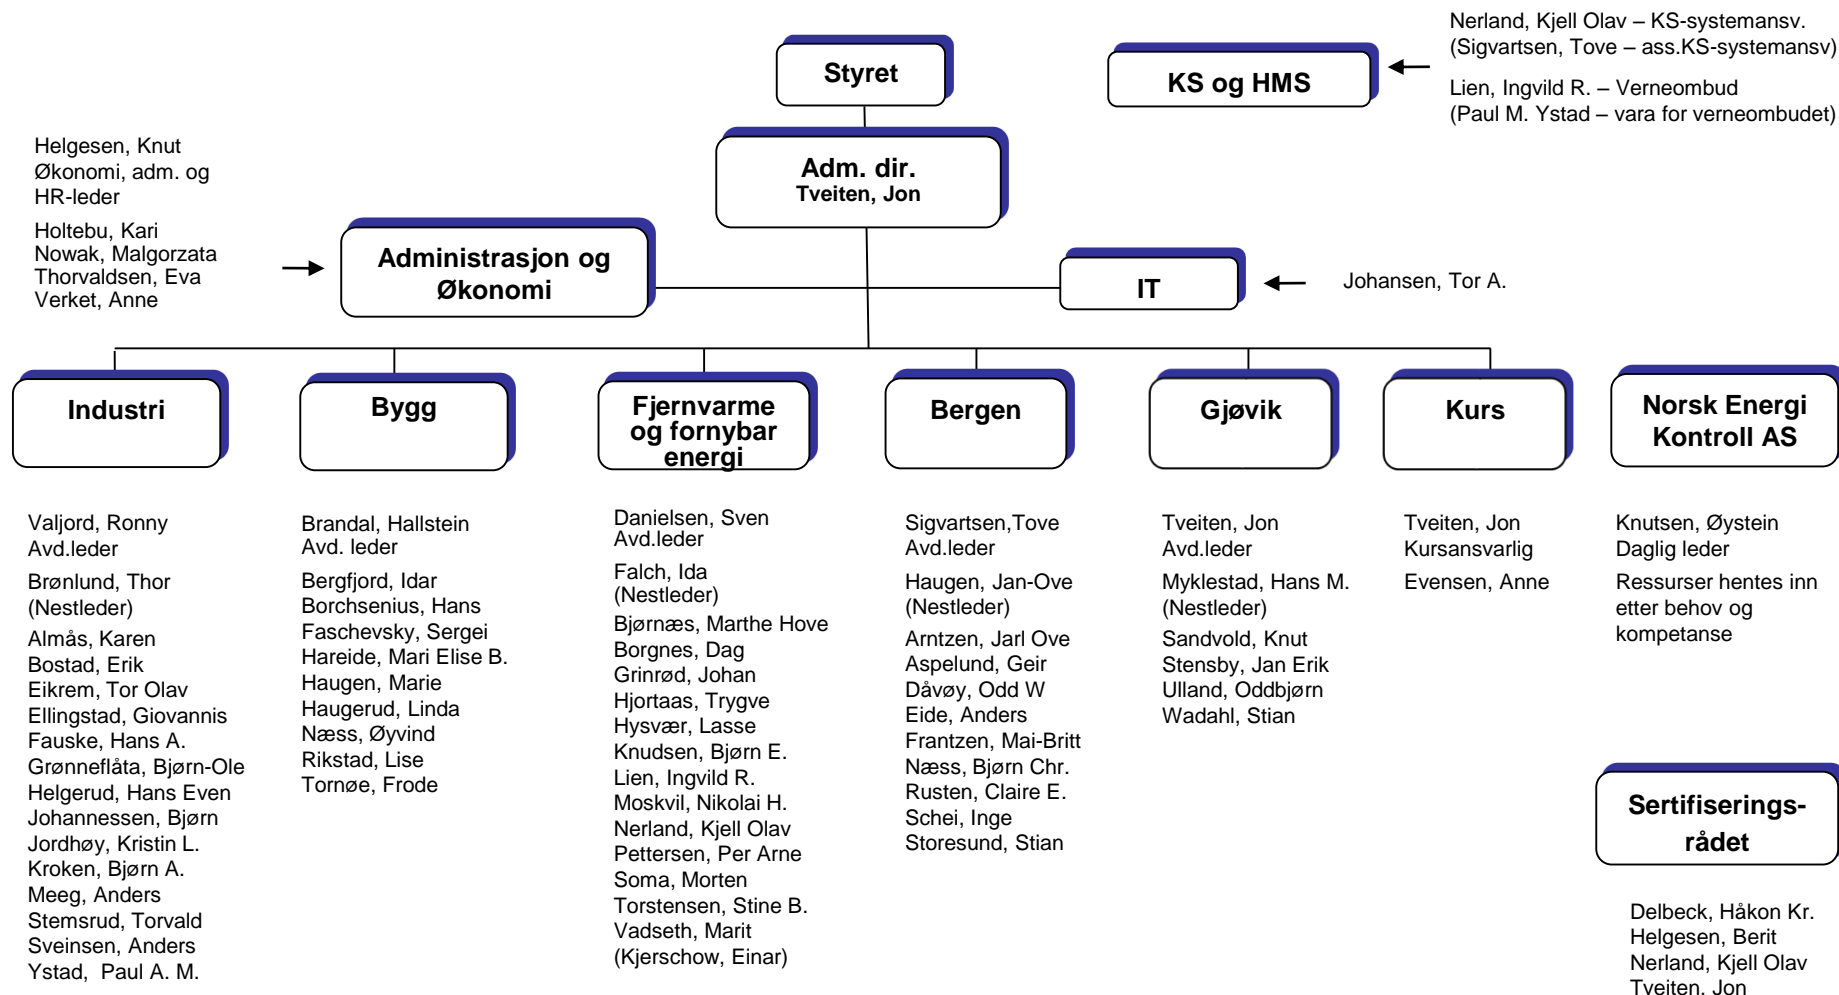 Nerland, Kjell Olav – KS-systemansv.
(Sigvartsen, Tove – ass.KS-systemansv)
Lien, Ingvild R. – Verneombud
(Paul M. Ystad – vara for verneombudet)
Styret
KS og HMS
Helgesen, Knut
Økonomi, adm. og
HR-leder
Holtebu, Kari
Nowak, Malgorzata
Thorvaldsen, Eva
Verket, Anne
Adm. dir.
Tveiten, Jon
Administrasjon og
Økonomi
IT
Johansen, Tor A.
Industri
Valjord, Ronny
Avd.leder
Brønlund, Thor
(Nestleder)
Almås, Karen
Bostad, Erik
Eikrem, Tor Olav
Ellingstad, Giovannis
Fauske, Hans A.
Grønneflåta, Bjørn-Ole
Helgerud, Hans Even
Johannessen, Bjørn
Jordhøy, Kristin L.
Kroken, Bjørn A.
Meeg, Anders
Stemsrud, Torvald
Sveinsen, Anders
Ystad, Paul A. M.
Bygg
Brandal, Hallstein
Avd. leder
Bergfjord, Idar
Borchsenius, Hans
Faschevsky, Sergei
Hareide, Mari Elise B.
Haugen, Marie
Haugerud, Linda
Næss, Øyvind
Rikstad, Lise
Tornøe, Frode
Fjernvarme
og fornybar
energi
Danielsen, Sven
Avd.leder
Falch, Ida
(Nestleder)
Bjørnæs, Marthe Hove
Borgnes, Dag
Grinrød, Johan
Hjortaas, Trygve
Hysvær, Lasse
Knudsen, Bjørn E.
Lien, Ingvild R.
Moskvil, Nikolai H.
Nerland, Kjell Olav
Pettersen, Per Arne
Soma, Morten
Torstensen, Stine B.
Vadseth, Marit
(Kjerschow, Einar)
Bergen
Sigvartsen,Tove
Avd.leder
Haugen, Jan-Ove
(Nestleder)
Arntzen, Jarl Ove
Aspelund, Geir
Dåvøy, Odd W
Eide, Anders
Frantzen, Mai-Britt
Næss, Bjørn Chr.
Rusten, Claire E.
Schei, Inge
Storesund, Stian
Gjøvik
Tveiten, Jon
Avd.leder
Myklestad, Hans M.
(Nestleder)
Sandvold, Knut
Stensby, Jan Erik
Ulland, Oddbjørn
Wadahl, Stian
Kurs
Tveiten, Jon
Kursansvarlig
Evensen, Anne
Norsk Energi
Kontroll AS
Knutsen, Øystein
Daglig leder
Ressurser hentes inn
etter behov og
kompetanse
Sertifiserings-
rådet
Delbeck, Håkon Kr.
Helgesen, Berit
Nerland, Kjell Olav
Tveiten, Jon